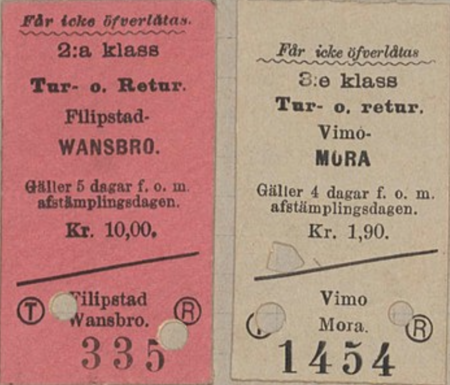 Får icke öfverlåtas.
2:a klass
Tur- o. Retur.
Filipstad-
WANSBRO.
Gäller 5 dagar f. o. m.
afstämplingsdagen.
Kr. 10,00.
Filipstad
T R
Wansbro.
335
Får icke öfverlåtas
3:e klass
Tur- o. retur.
Vimo-
MORA
Gäller 4 dagar f. o. m.
afstämplingsdagen.
Kr. 1,90.
Vimo
Mora. R
1454